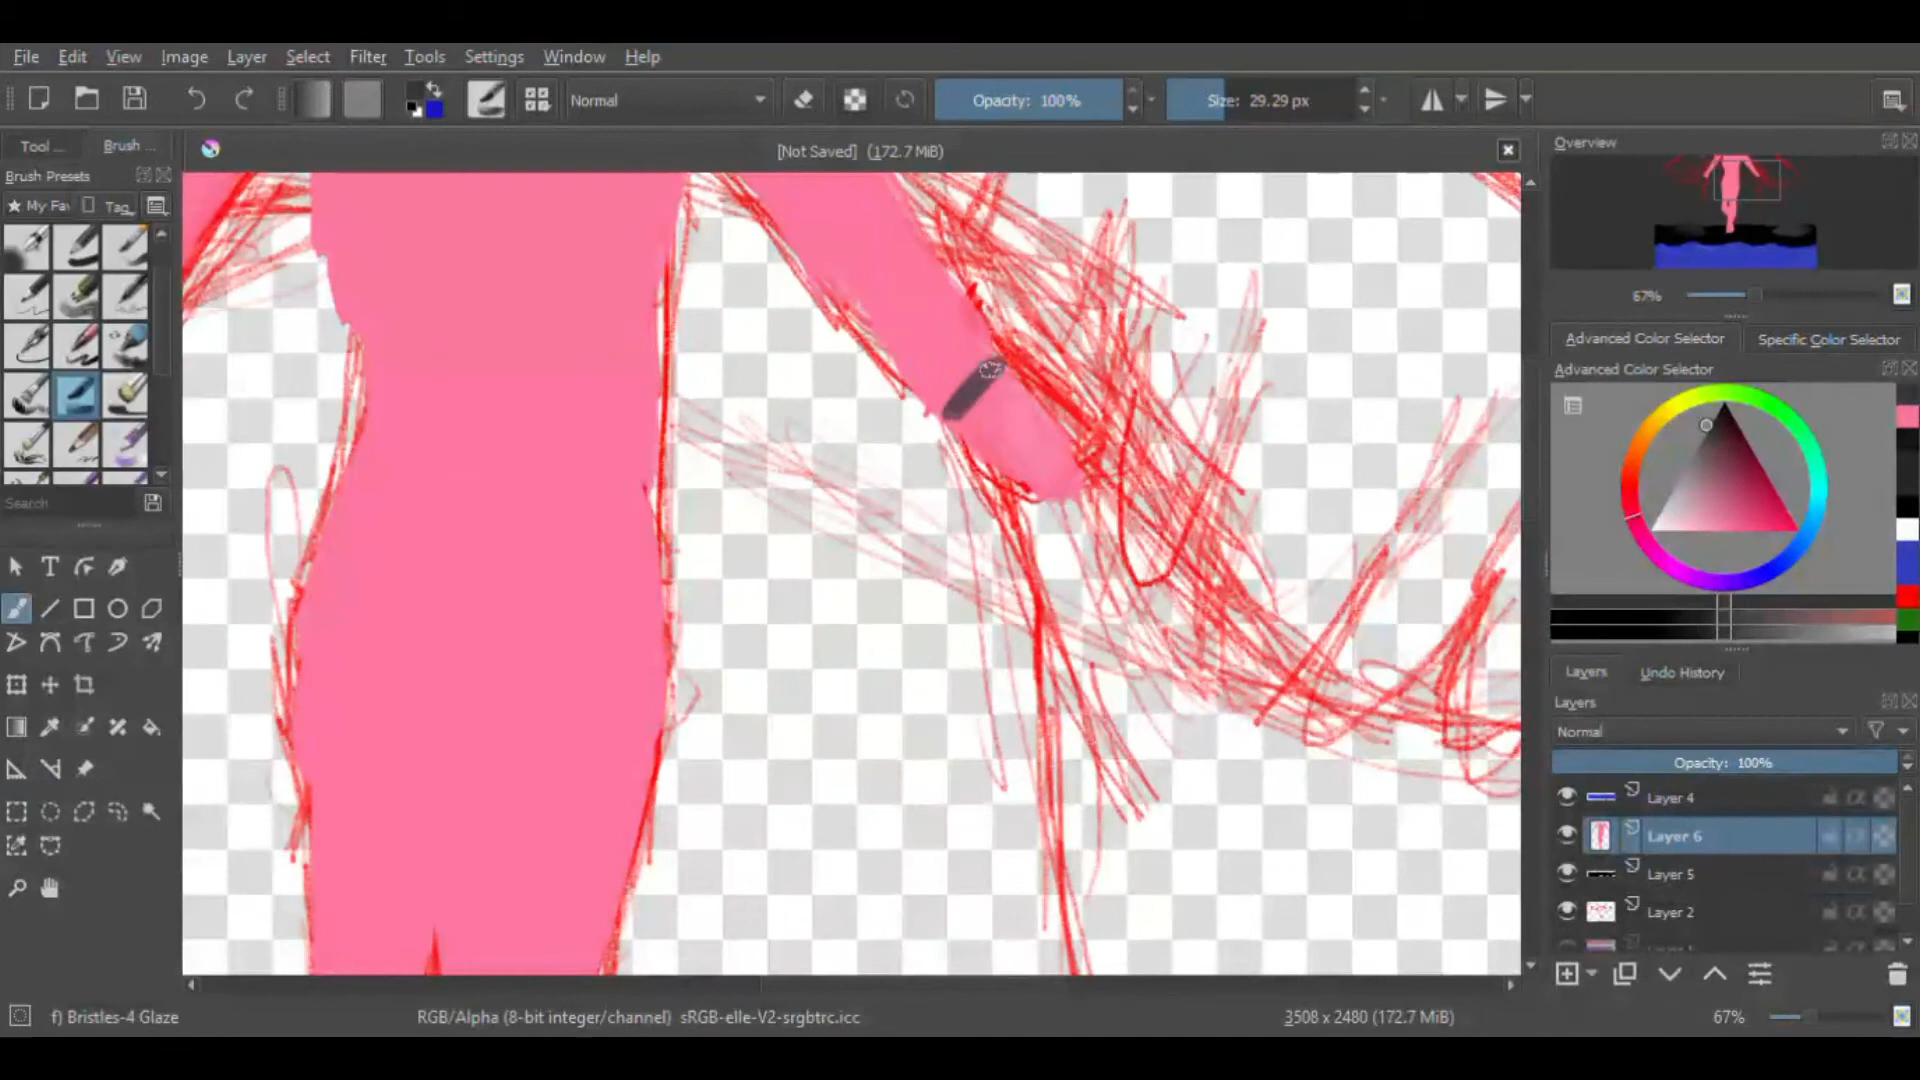 File Edit View Image Layer Select Filter Tools Settings Window Help
Normal Opacity: 100% Size: 29.29 px
Tool ... Brush ...
[Not Saved] (172.7 MiB)
Overview
Brush Presets
My Fa Tag
67%
Advanced Color Selector Specific Color Selector
Advanced Color Selector
Search
Layers Undo History
Layers
Normal
Opacity: 100%
Layer 4
Layer 6
Layer 5
Layer 2
f) Bristles-4 Glaze RGB/Alpha (8-bit integer/channel) sRGB-elle-V2-srgbtrc.icc 3508 x 2480 (172.7 MiB) 67%